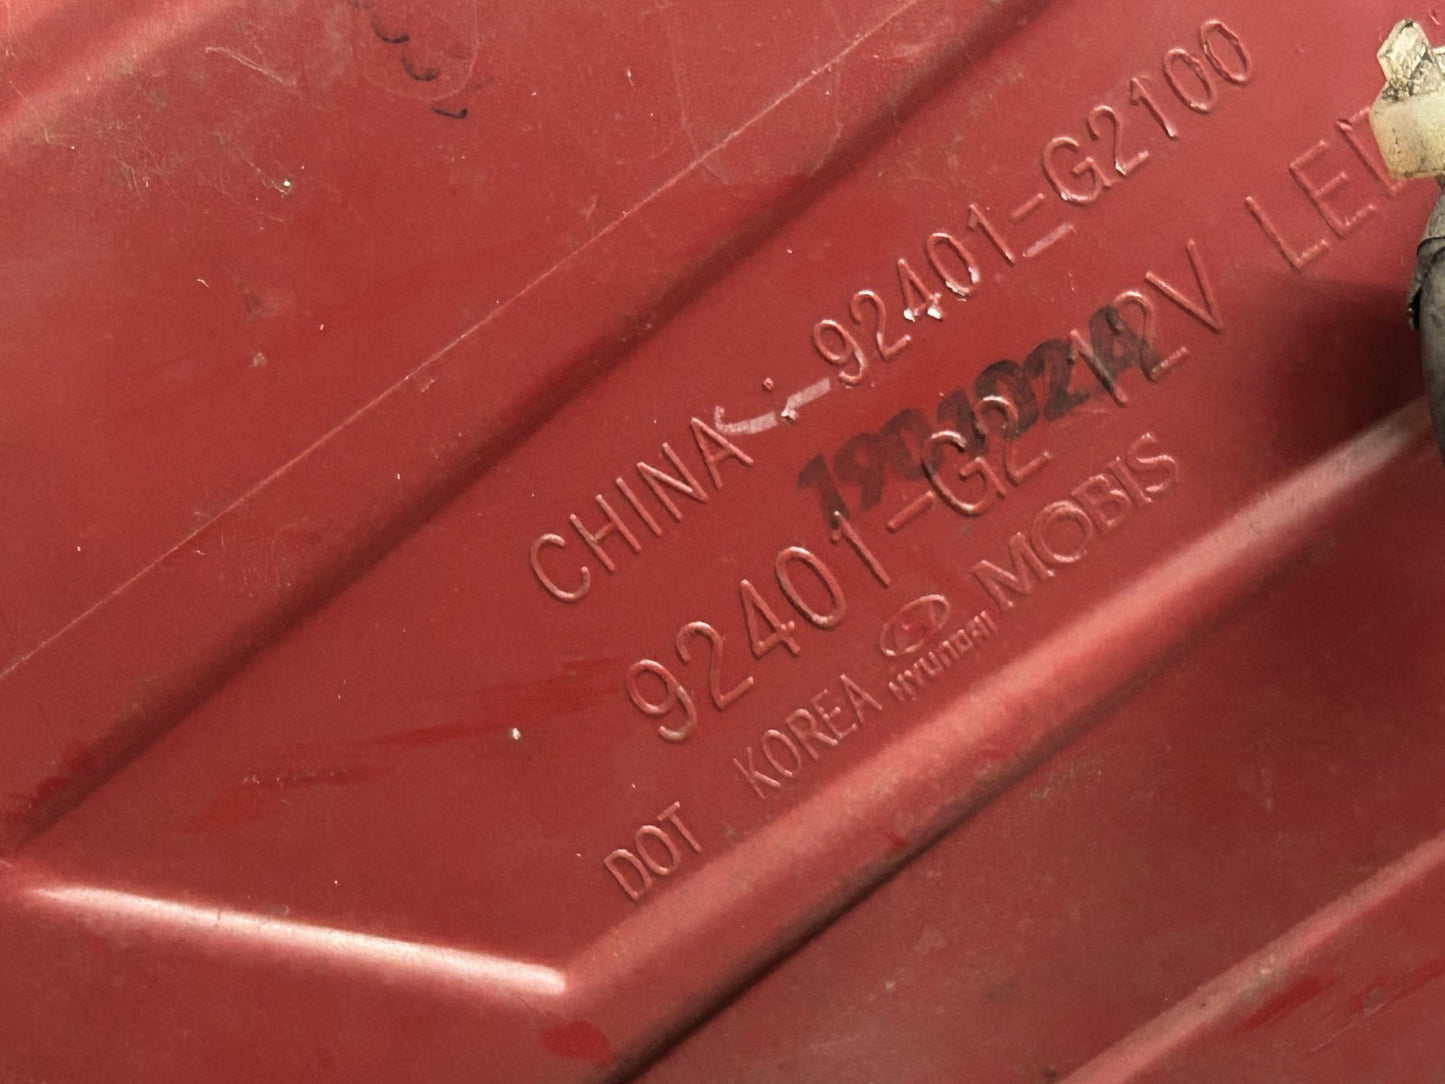 CHINA : 92401-G2100
92401-G2 12V LED
HYUNDAI MOBIS
DOT KOREA